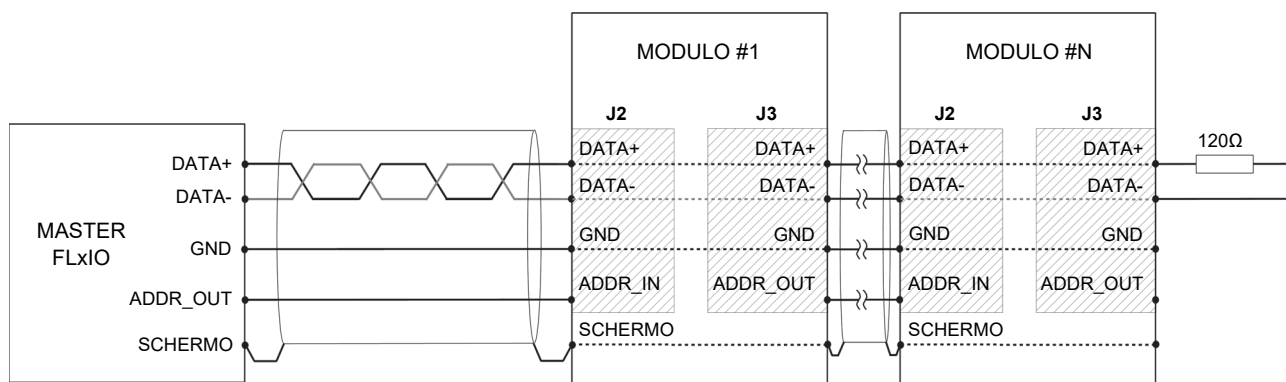 MODULO #1
MODULO #N
J2
J3
J2
J3
120Ω
MASTER
FLxIO
DATA+
DATA-
GND
ADDR_OUT
SCHERMO
DATA+
DATA-
GND
ADDR_IN
SCHERMO
DATA+
DATA-
GND
ADDR_OUT
DATA+
DATA-
GND
ADDR_IN
SCHERMO
DATA+
DATA-
GND
ADDR_OUT